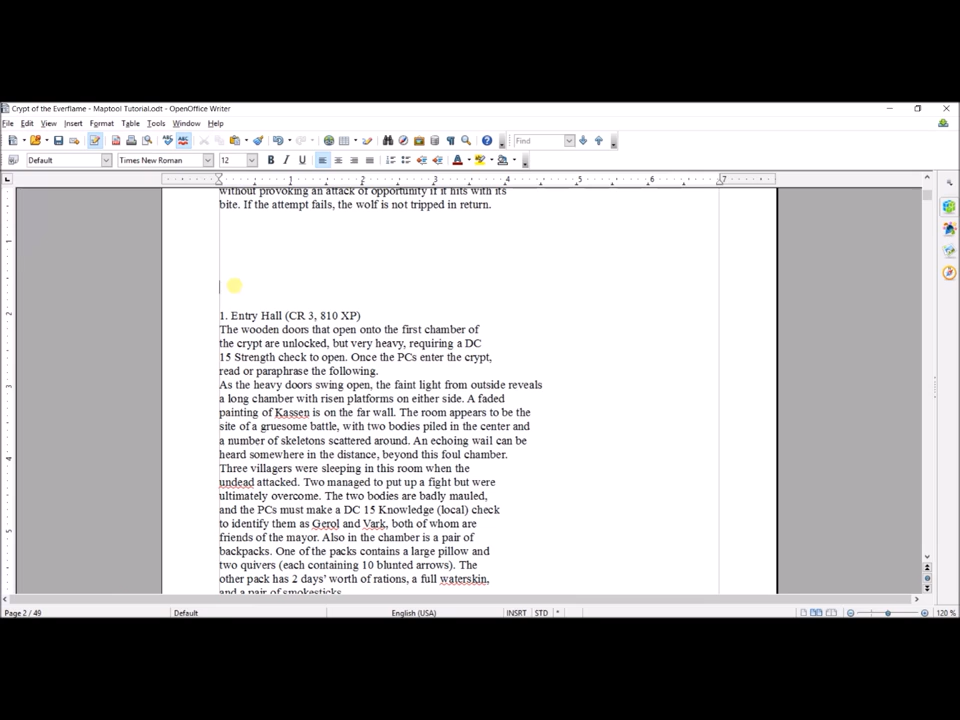 Crypt of the Everflame - Maptool Tutorial.odt - OpenOffice Writer
File Edit View Insert Format Table Tools Window Help
Find
Default Times New Roman 12 B I U A
1 2 3 4 5 6 7
without provoking an attack of opportunity if it hits with its
bite. If the attempt fails, the wolf is not tripped in return.
1. Entry Hall (CR 3, 810 XP)
The wooden doors that open onto the first chamber of
the crypt are unlocked, but very heavy, requiring a DC
15 Strength check to open. Once the PCs enter the crypt,
read or paraphrase the following.
As the heavy doors swing open, the faint light from outside reveals
a long chamber with risen platforms on either side. A faded
painting of Kassen is on the far wall. The room appears to be the
site of a gruesome battle, with two bodies piled in the center and
a number of skeletons scattered around. An echoing wail can be
heard somewhere in the distance, beyond this foul chamber.
Three villagers were sleeping in this room when the
undead attacked. Two managed to put up a fight but were
ultimately overcome. The two bodies are badly mauled,
and the PCs must make a DC 15 Knowledge (local) check
to identify them as Gerol and Vark, both of whom are
friends of the mayor. Also in the chamber is a pair of
backpacks. One of the packs contains a large pillow and
two quivers (each containing 10 blunted arrows). The
other pack has 2 days' worth of rations, a full waterskin,
and a pair of smokesticks.
Page 2 / 49 Default English (USA) INSRT STD * 120 %